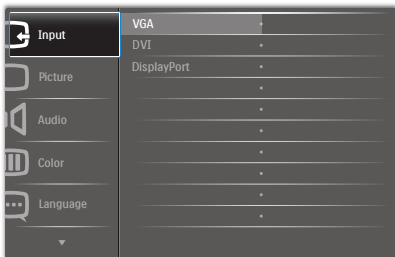 Input
Picture
Audio
Color
Language
VGA
DVI
DisplayPort